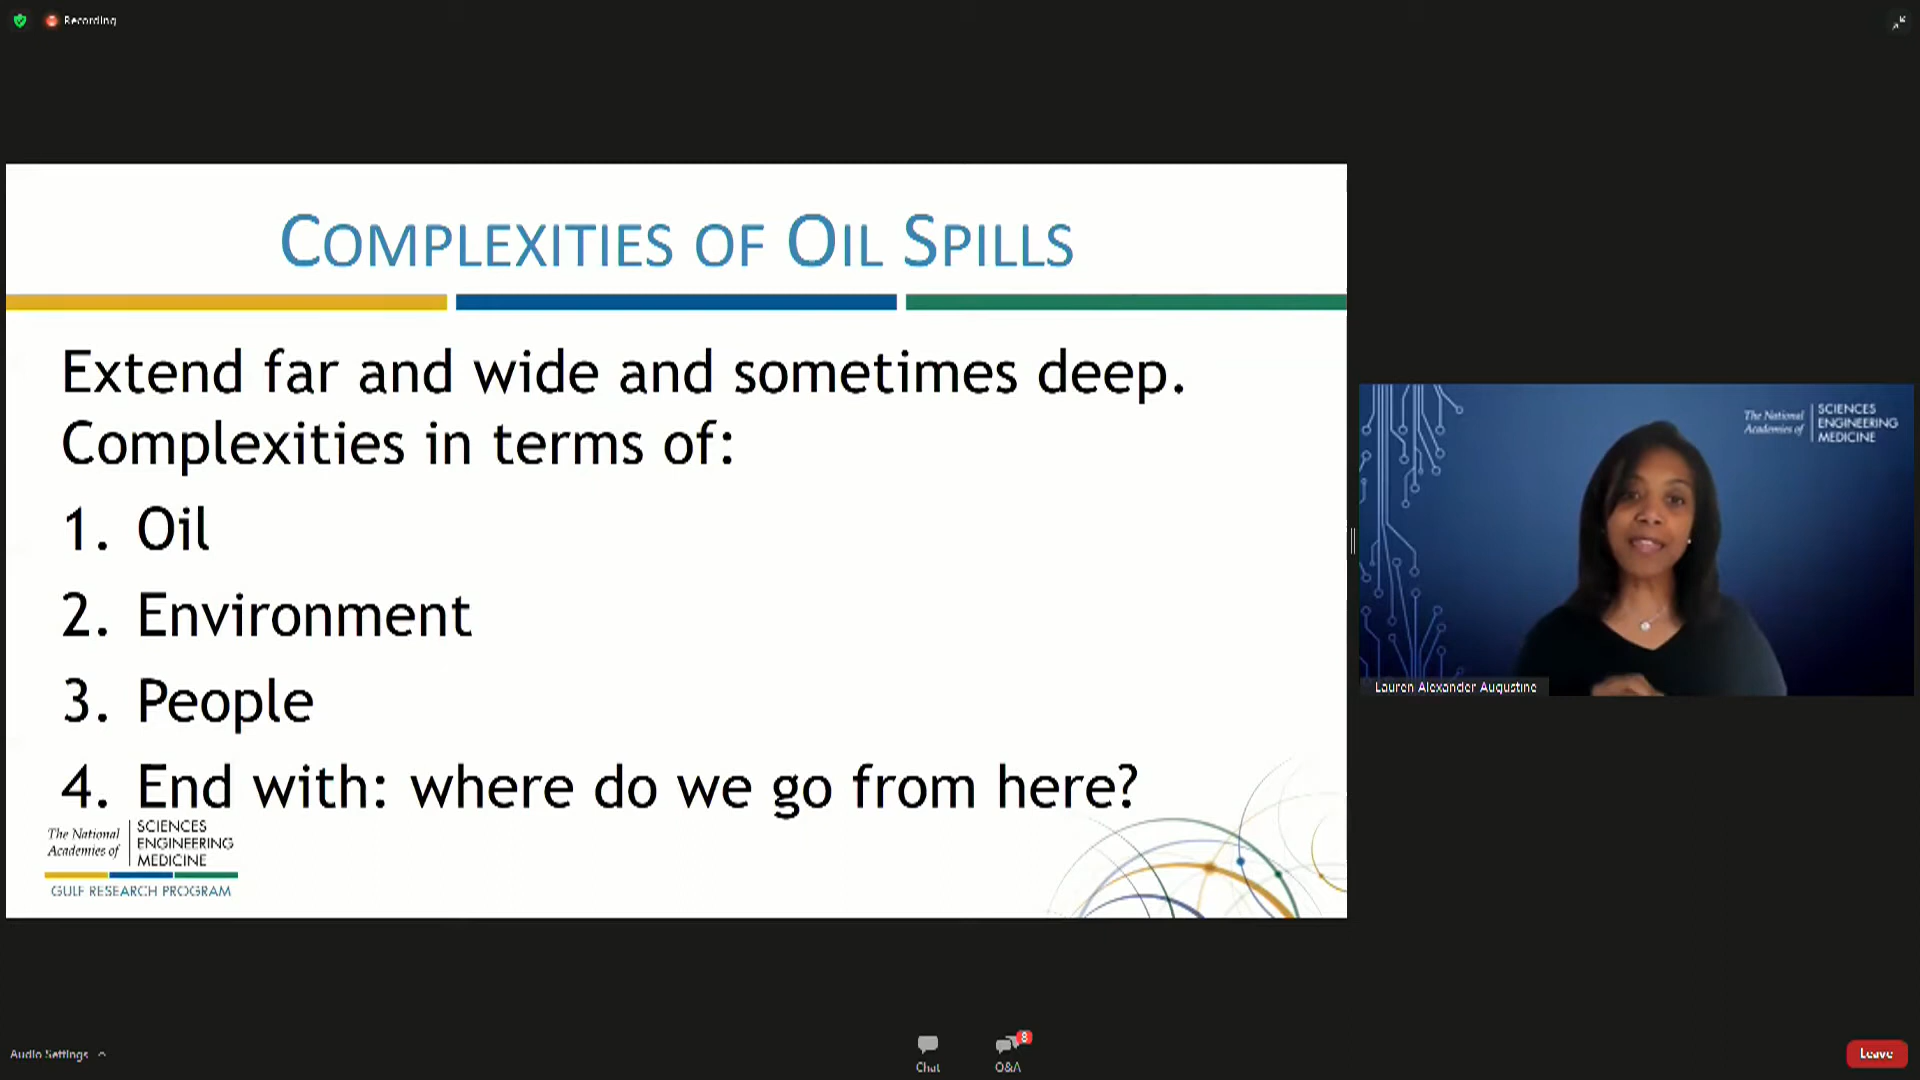 Recording
COMPLEXITIES OF OIL SPILLS
Extend far and wide and sometimes deep.
Complexities in terms of:
1. Oil
2. Environment
3. People
4. End with: where do we go from here?
The National
Academies of
SCIENCES
ENGINEERING
MEDICINE
GULF RESEARCH PROGRAM
The National
Academies of
SCIENCES
ENGINEERING
MEDICINE
Lauren Alexander Augustine
Audio Settings
Chat
8
Q&A
Leave